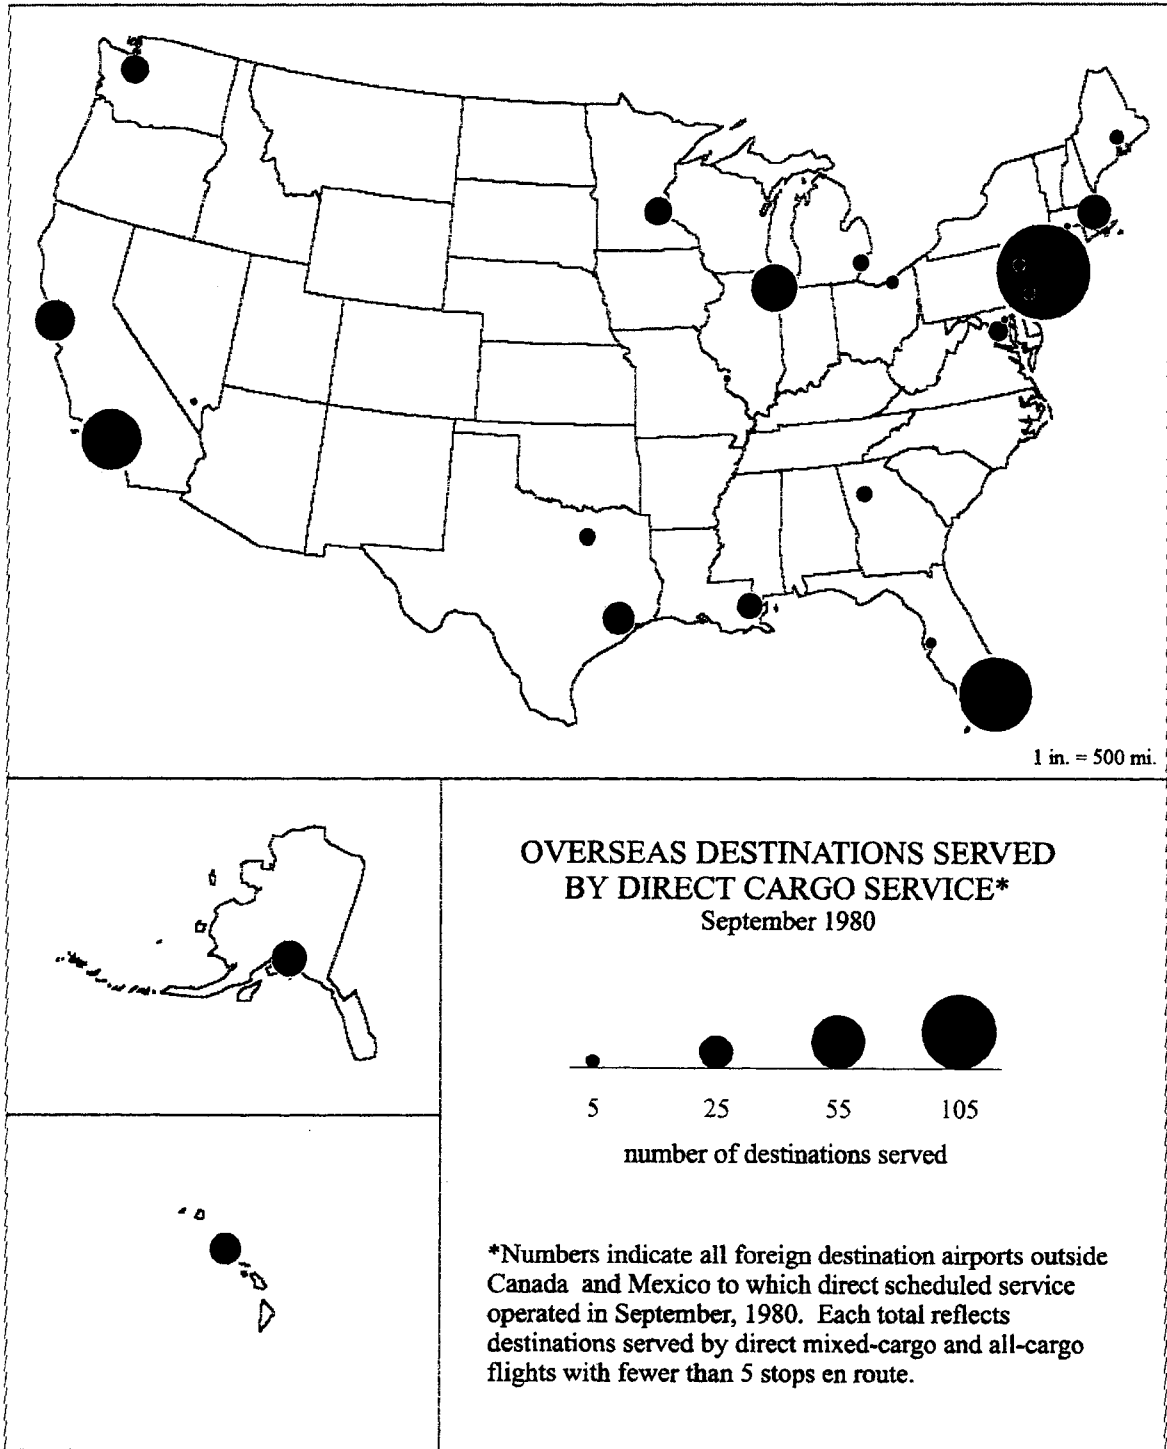 1 in. = 500 mi.
OVERSEAS DESTINATIONS SERVED
BY DIRECT CARGO SERVICE*
September 1980
5 25 55 105
number of destinations served
*Numbers indicate all foreign destination airports outside
Canada and Mexico to which direct scheduled service
operated in September, 1980. Each total reflects
destinations served by direct mixed-cargo and all-cargo
flights with fewer than 5 stops en route.